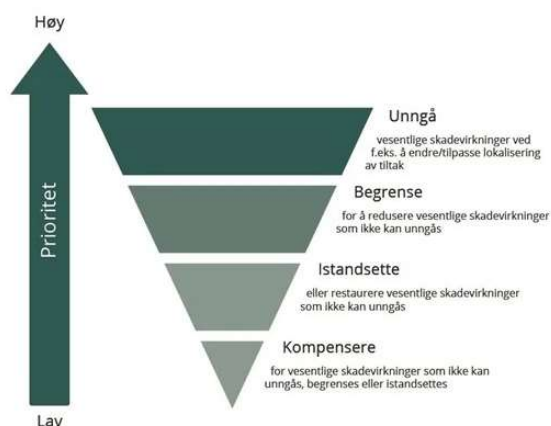 Høy
Prioritet
Unngå
vesentlige skadevirkninger ved
f.eks. å endre/tilpasse lokalisering
av tiltak
Begrense
for å redusere vesentlige skadevirkninger
som ikke kan unngås
Istandsette
eller restaurere vesentlige skadevirkninger
som ikke kan unngås
Kompensere
for vesentlige skadevirkninger som ikke kan
unngås, begrenses eller istandsettes
Lav